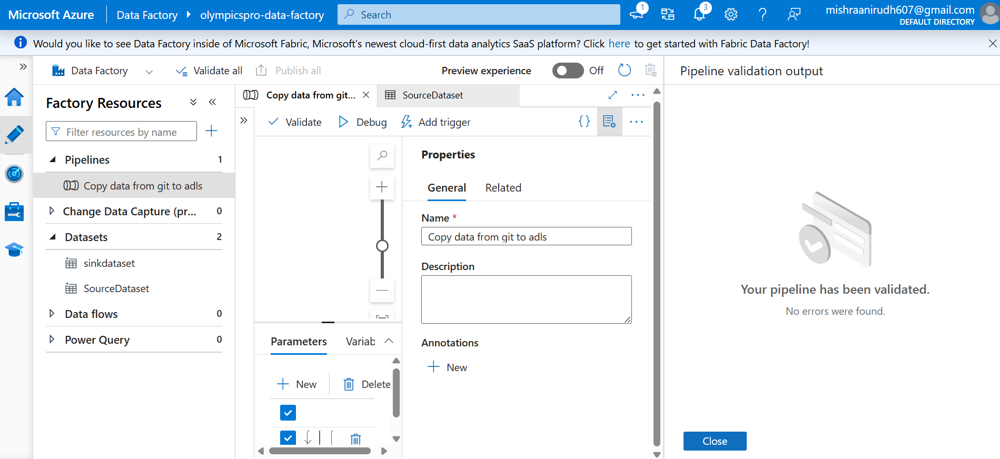 Microsoft Azure
Data Factory
olympicspro-data-factory
Search
1
3
mishraanirudh607@gmail.com
DEFAULT DIRECTORY
Would you like to see Data Factory inside of Microsoft Fabric, Microsoft's newest cloud-first data analytics SaaS platform? Click here to get started with Fabric Data Factory!
Data Factory
Validate all
Publish all
Preview experience
Off
Pipeline validation output
Factory Resources
Filter resources by name
Pipelines
1
Copy data from git to adls
Change Data Capture (pr...
0
Datasets
2
sinkdataset
SourceDataset
Data flows
0
Power Query
0
Copy data from git...
SourceDataset
Validate
Debug
Add trigger
{}
Parameters
Variab
New
Delete
Properties
General
Related
Name *
Copy data from git to adls
Description
Annotations
New
Your pipeline has been validated.
No errors were found.
Close